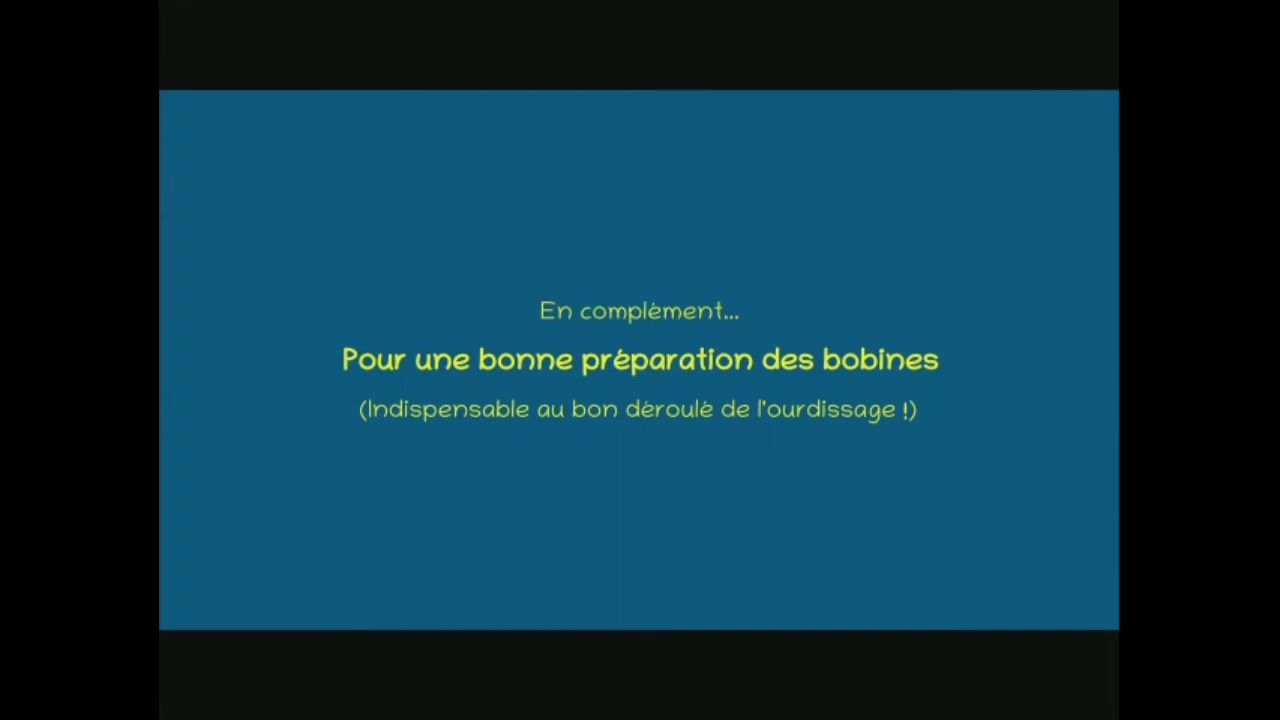 En complément...
Pour une bonne préparation des bobines
(Indispensable au bon déroulé de l'ourdissage !)